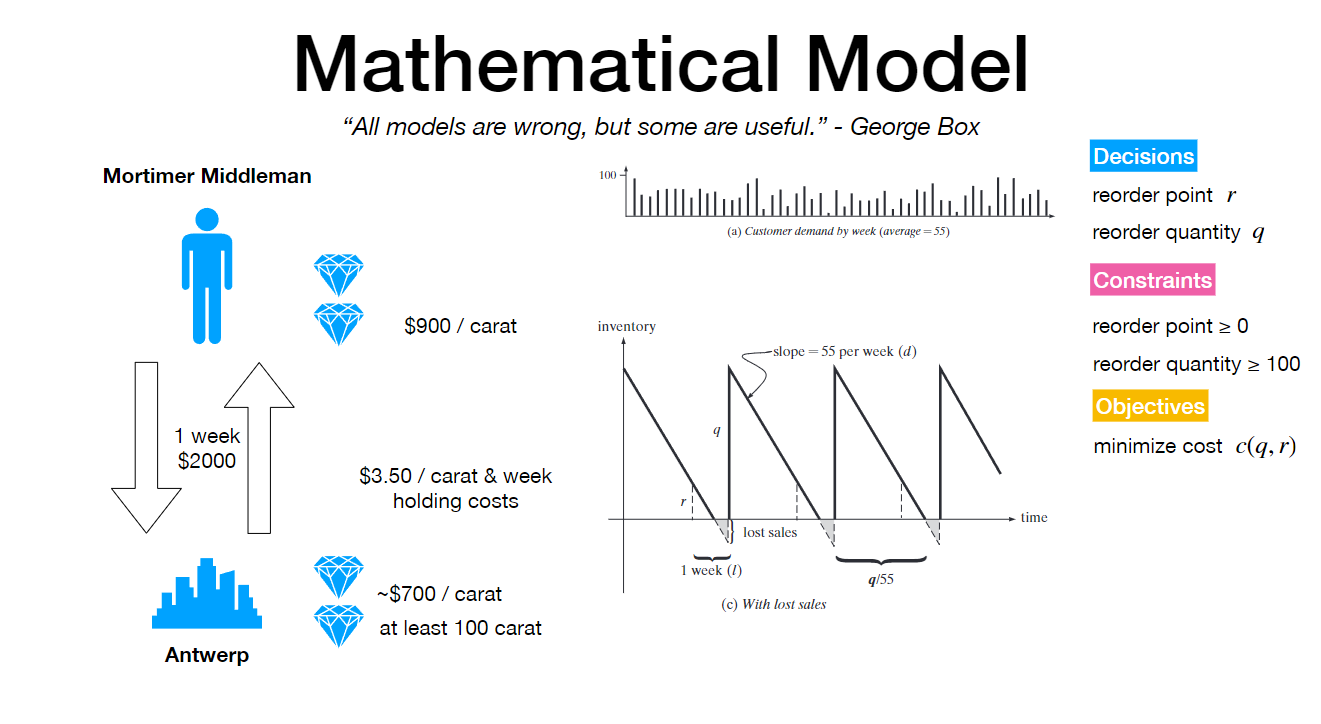 Mathematical Model
“All models are wrong, but some are useful.” - George Box
Mortimer Middleman
$900 / carat
1 week
$2000
$3.50 / carat & week
holding costs
~$700 / carat
at least 100 carat
Antwerp
100
(a) Customer demand by week (average = 55)
inventory
slope = 55 per week (d)
q
r
lost sales
time
1 week (l)
q/55
(c) With lost sales
Decisions
reorder point r
reorder quantity q
Constraints
reorder point ≥ 0
reorder quantity ≥ 100
Objectives
minimize cost c(q, r)